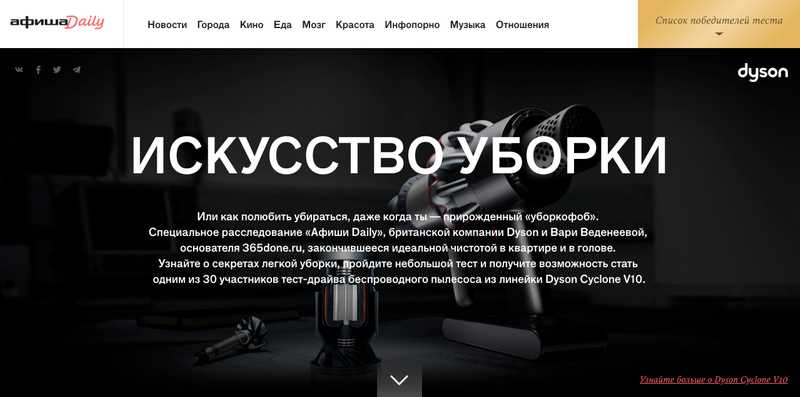 афишаDaily
Новости Города Кино Еда Мозг Красота Инфопорно Музыка Отношения
Список победителей теста
dyson
ИСКУССТВО УБОРКИ
Или как полюбить убираться, даже когда ты — прирожденный «уборкофоб».
Специальное расследование «Афиши Daily», британской компании Dyson и Вари Веденеевой,
основателя 365done.ru, закончившееся идеальной чистотой в квартире и в голове.
Узнайте о секретах легкой уборки, пройдите небольшой тест и получите возможность стать
одним из 30 участников тест-драйва беспроводного пылесоса из линейки Dyson Cyclone V10.
Узнайте больше о Dyson Cyclone V10